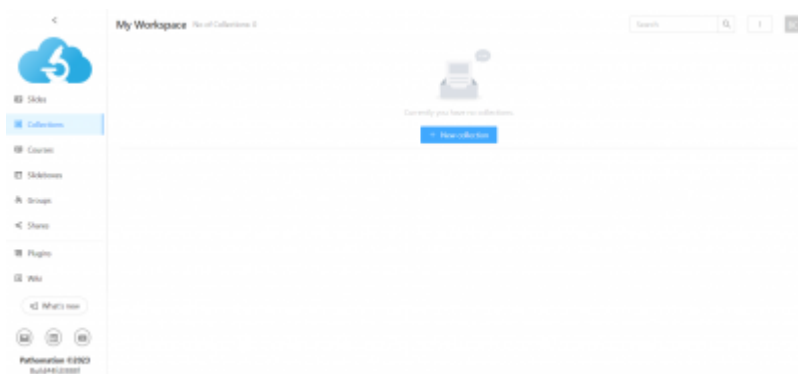 <
My Workspace No of Collections 0
Search
Slides
Collections
Courses
Slideboxes
Groups
Shares
Plugins
Wiki
What's new
Currently you have no collections.
+ New collection
Pathomation ©2023